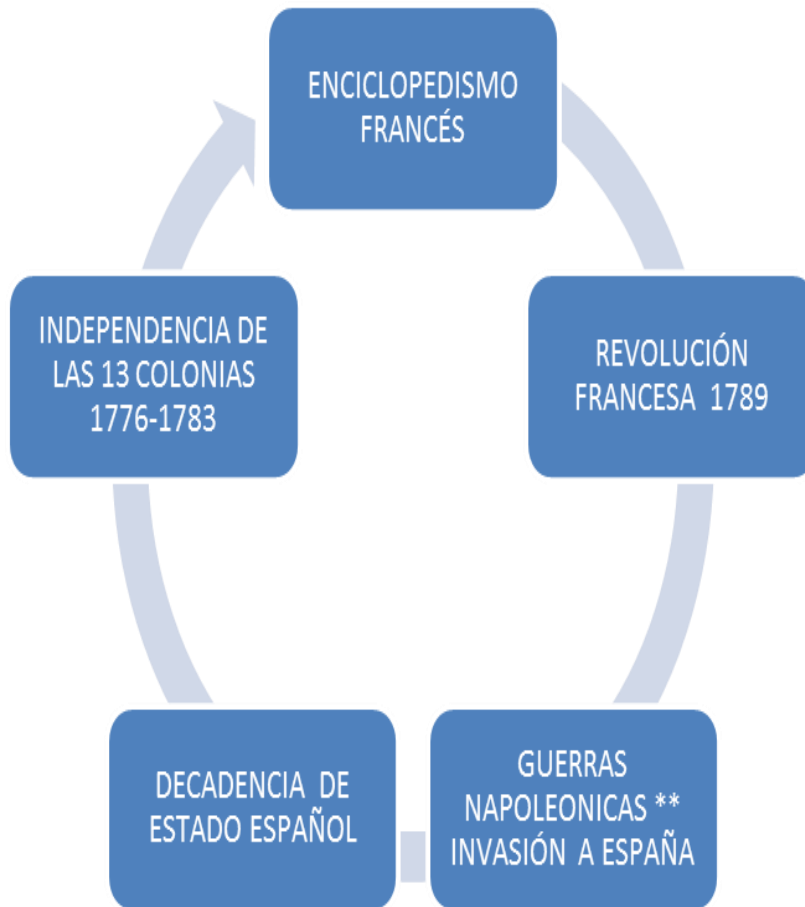 ENCICLOPEDISMO
FRANCÉS
REVOLUCIÓN
FRANCESA 1789
GUERRAS
NAPOLEONICAS **
INVASIÓN A ESPAÑA
DECADENCIA DE
ESTADO ESPAÑOL
INDEPENDENCIA DE
LAS 13 COLONIAS
1776-1783